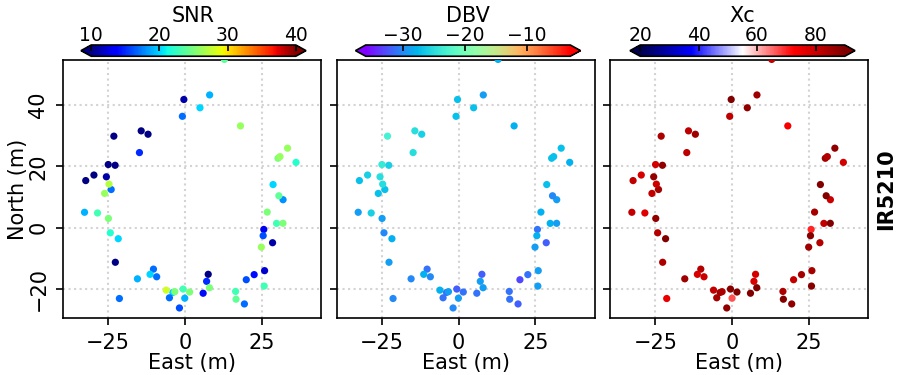 SNR DBV Xc
10 20 30 40 −30 −20 −10 20 40 60 80
40
20
0
−20
North (m)
−25 0 25 −25 0 25 −25 0 25
East (m) East (m) East (m)
IR5210